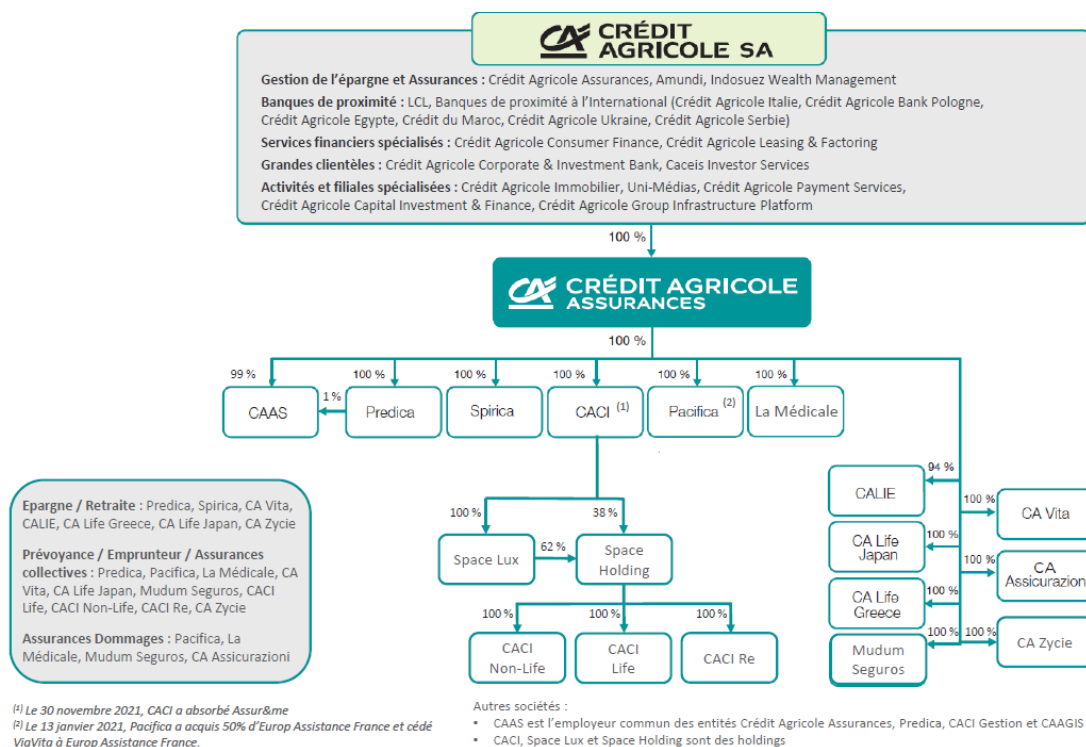 CRÉDIT
AGRICOLE SA
Gestion de l'épargne et Assurances : Crédit Agricole Assurances, Amundi, Indosuez Wealth Management
Banques de proximité : LCL, Banques de proximité à l'International (Crédit Agricole Italie, Crédit Agricole Bank Pologne,
Crédit Agricole Egypte, Crédit du Maroc, Crédit Agricole Ukraine, Crédit Agricole Serbie)
Services financiers spécialisés : Crédit Agricole Consumer Finance, Crédit Agricole Leasing & Factoring
Grandes clientèles : Crédit Agricole Corporate & Investment Bank, Caceis Investor Services
Activités et filiales spécialisées : Crédit Agricole Immobilier, Uni-Médias, Crédit Agricole Payment Services,
Crédit Agricole Capital Investment & Finance, Crédit Agricole Group Infrastructure Platform
100 %
CRÉDIT AGRICOLE
ASSURANCES
100 %
99 %
100 %
100 %
100 %
100 %
100 %
CAAS
1 %
Predica
Spirica
CACI (1)
Pacifica (2)
La Médicale
Epargne / Retraite : Predica, Spirica, CA Vita,
CALIE, CA Life Greece, CA Life Japan, CA Zycie
Prévoyance / Emprunteur / Assurances
collectives : Predica, Pacifica, La Médicale, CA
Vita, CA Life Japan, Mudum Seguros, CACI
Life, CACI Non-Life, CACI Re, CA Zycie
Assurances Dommages : Pacifica, La
Médicale, Mudum Seguros, CA Assicurazioni
100 %
38 %
Space Lux
62 %
Space
Holding
100 %
100 %
100 %
CACI
Non-Life
CACI
Life
CACI Re
94 %
CALIE
100 %
CA Vita
100 %
CA Life
Japan
100 %
CA
Assicurazion
100 %
CA Life
Greece
100 %
100 %
Mudum
Seguros
CA Zycie
(1) Le 30 novembre 2021, CACI a absorbé Assur&me
(2) Le 13 janvier 2021, Pacifica a acquis 50% d'Europ Assistance France et cédé
ViaVita à Europ Assistance France.
Autres sociétés :
• CAAS est l'employeur commun des entités Crédit Agricole Assurances, Predica, CACI Gestion et CAAGIS
• CACI, Space Lux et Space Holding sont des holdings